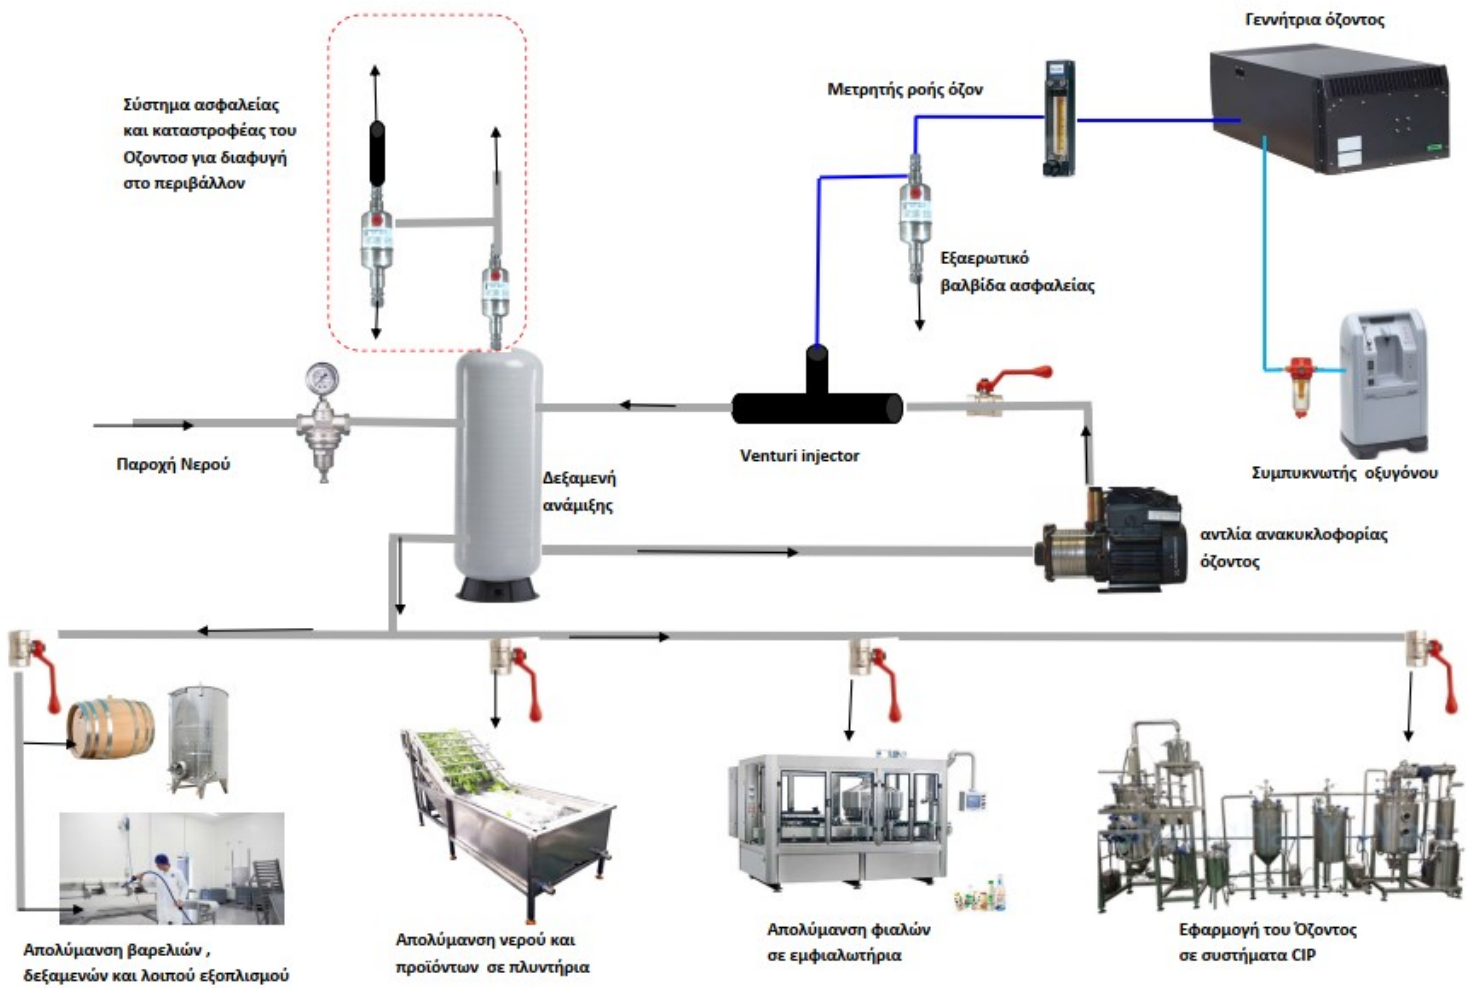 Γεννήτρια όζοντος
Μετρητής ροής όζον
Σύστημα ασφαλείας
και καταστροφέας του
Οζοντοσ για διαφυγή
στο περιβάλλον
Εξαερωτικό
βαλβίδα ασφαλείας
Παροχή Νερού
Venturi injector
Συμπυκνωτής οξυγόνου
Δεξαμενή
ανάμιξης
αντλία ανακυκλοφορίας
όζοντος
Απολύμανση βαρελιών ,
δεξαμενών και λοιπού εξοπλισμού
Απολύμανση νερού και
προϊόντων σε πλυντήρια
Απολύμανση φιαλών
σε εμφιαλωτήρια
Εφαρμογή του Όζοντος
σε συστήματα CIP